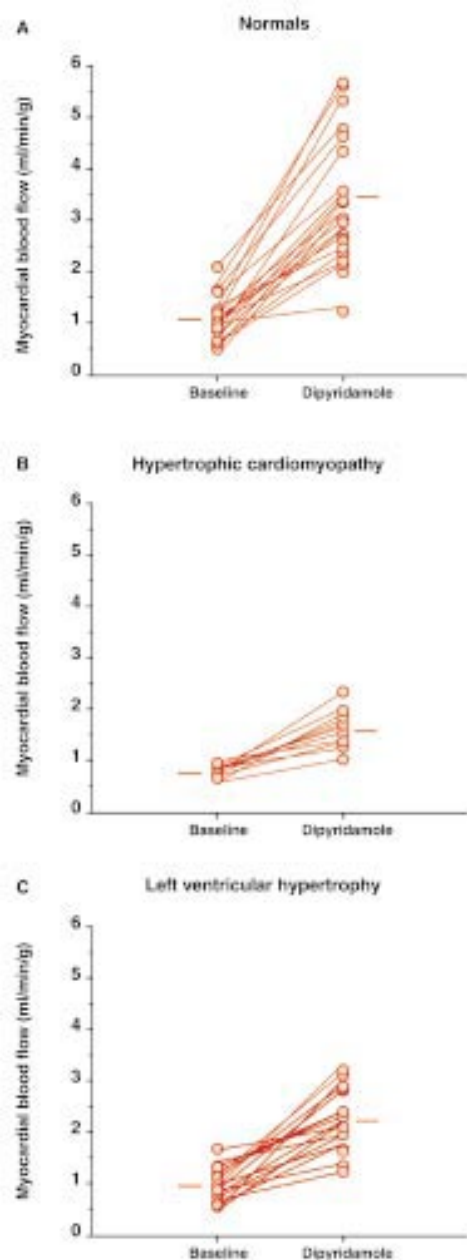 A
Normals
Myocardial blood flow (ml/min/g)
6
5
4
3
2
1
0
Baseline
Dipyridamole
B
Hypertrophic cardiomyopathy
Myocardial blood flow (ml/min/g)
6
5
4
3
2
1
0
Baseline
Dipyridamole
C
Left ventricular hypertrophy
Myocardial blood flow (ml/min/g)
6
5
4
3
2
1
0
Baseline
Dipyridamole